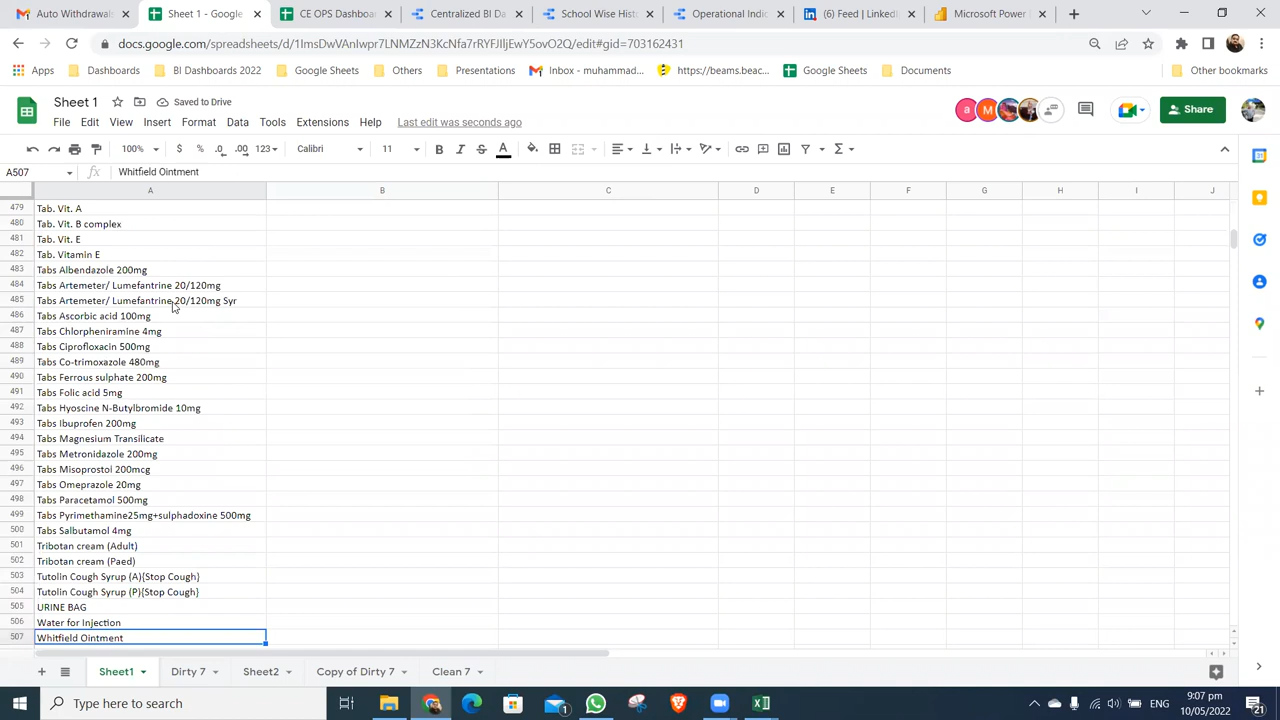 Auto Withdrawals
Sheet 1 - Google
CE OPS Dashboa
Centralized BI Da
School Wise Hist
Operational Indi
(6) Feed | LinkedI
Microsoft Power
docs.google.com/spreadsheets/d/
/edit#gid=703162431
Apps
Dashboards
BI Dashboards 2022
Google Sheets
Others
Presentations
Inbox - muhammad...
https://beams.beac...
Google Sheets
Documents
Other bookmarks
Sheet 1
Saved to Drive
File Edit View Insert Format Data Tools Extensions Help
Last edit was seconds ago
Share
100% $ % .0 .00 123 Calibri 11 B I S A
A507 fx Whitfield Ointment
A B C D E F G H I J
479 Tab. Vit. A
480 Tab. Vit. B complex
481 Tab. Vit. E
482 Tab. Vitamin E
483 Tabs Albendazole 200mg
484 Tabs Artemeter/ Lumefantrine 20/120mg
485 Tabs Artemeter/ Lumefantrine 20/120mg Syr
486 Tabs Ascorbic acid 100mg
487 Tabs Chlorpheniramlne 4mg
488 Tabs Ciprofloxacin 500mg
489 Tabs Co-trimoxazole 480mg
490 Tabs Ferrous sulphate 200mg
491 Tabs Folic acid 5mg
492 Tabs Hyoscine N-Butylbromide 10mg
493 Tabs Ibuprofen 200mg
494 Tabs Magnesium Transilicate
495 Tabs Metronidazole 200mg
496 Tabs Misoprostol 200mcg
497 Tabs Omeprazole 20mg
498 Tabs Paracetamol 500mg
499 Tabs Pyrimethamine25mg+sulphadoxine 500mg
500 Tabs Salbutamol 4mg
501 Tribotan cream (Adult)
502 Tribotan cream (Paed)
503 Tutolin Cough Syrup (A){Stop Cough}
504 Tutolin Cough Syrup (P){Stop Cough}
505 URINE BAG
506 Water for Injection
507 Whitfield Ointment
Sheet1
Dirty 7
Sheet2
Copy of Dirty 7
Clean 7
Type here to search
ENG
9:07 pm
10/05/2022
21